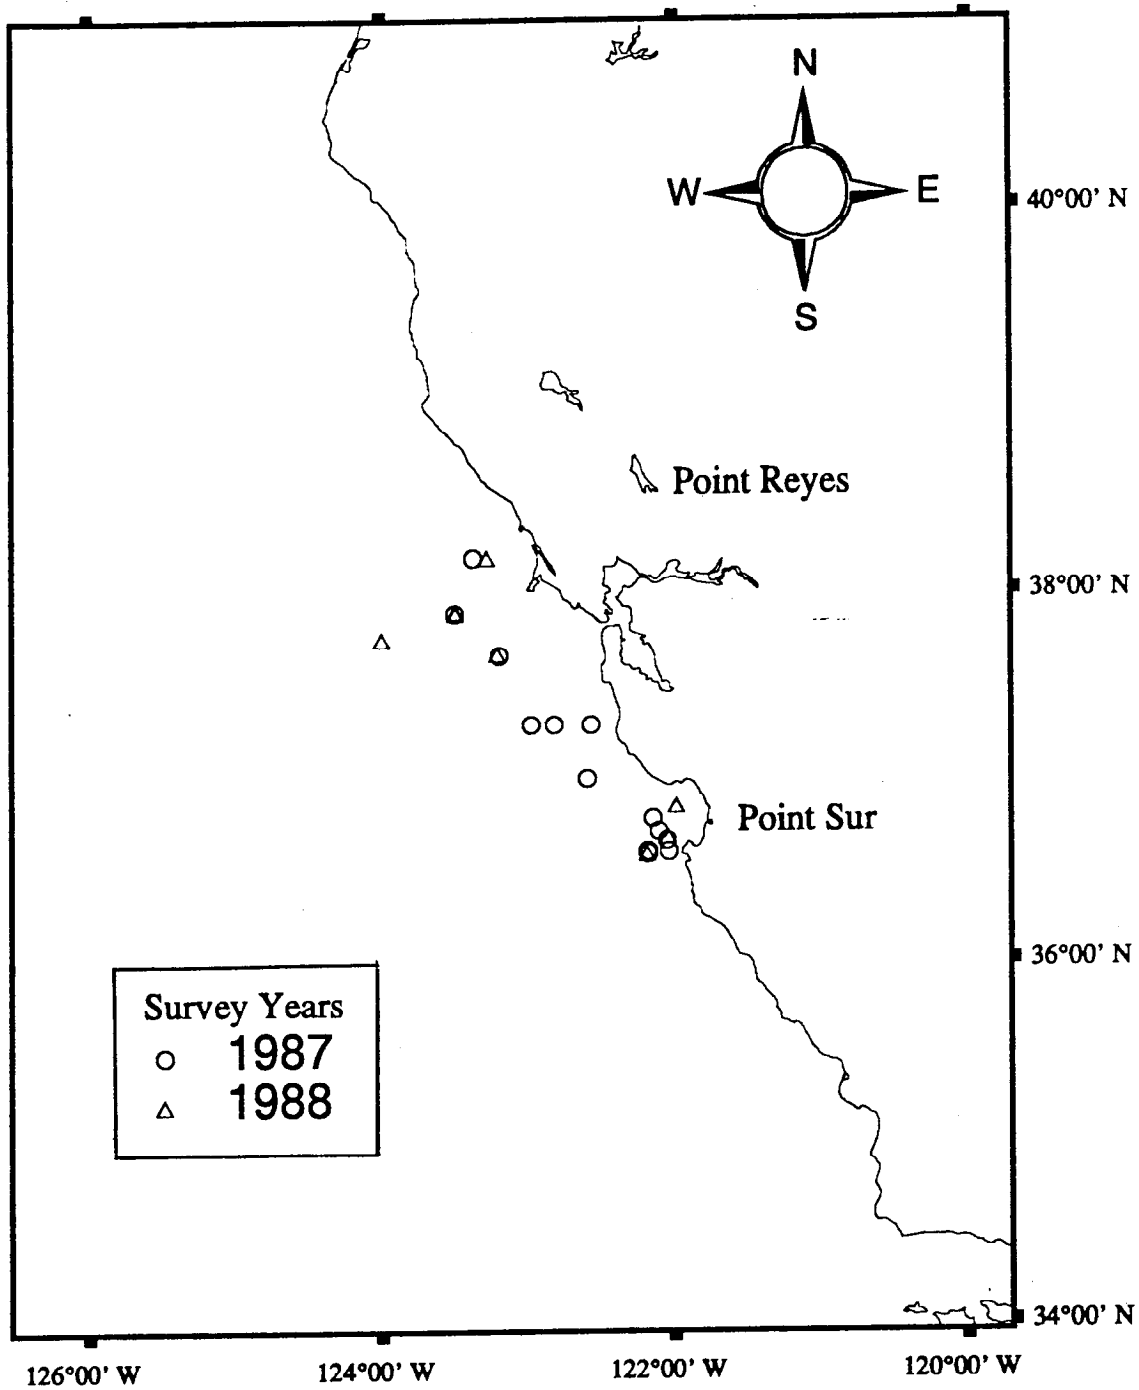 N
W E
S
40°00' N
Point Reyes
38°00' N
Point Sur
36°00' N
Survey Years
1987
1988
34°00' N
126°00' W 124°00' W 122°00' W 120°00' W